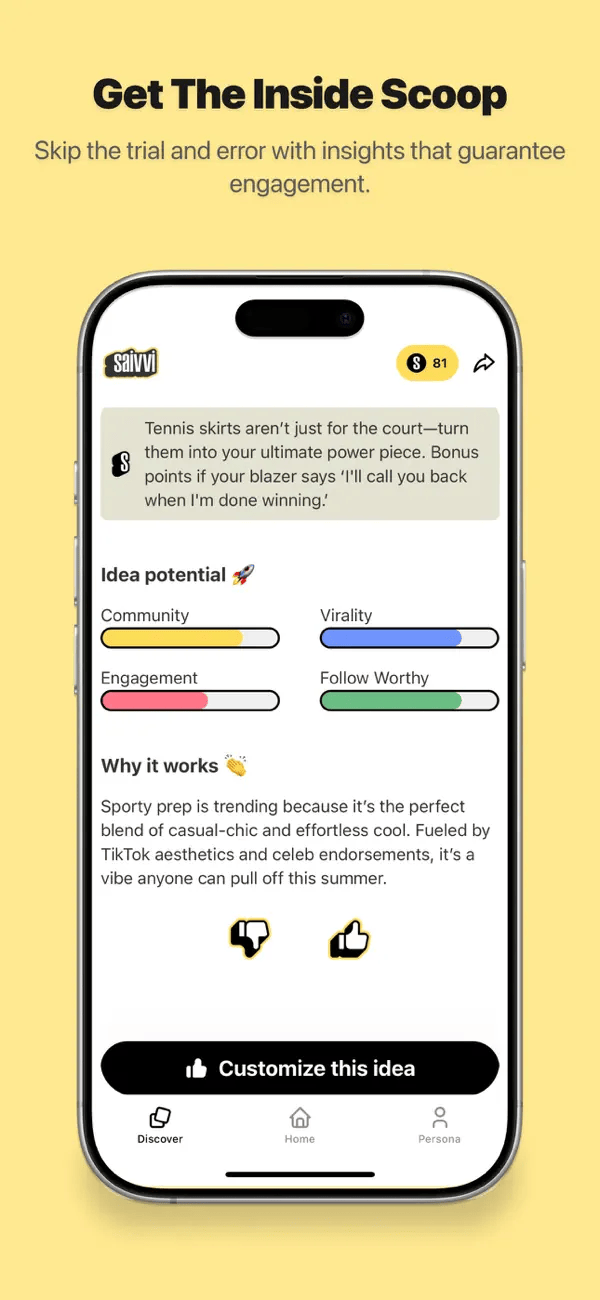 Get The Inside Scoop
Skip the trial and error with insights that guarantee
engagement.
saivvi
S 81
S
Tennis skirts aren’t just for the court—turn
them into your ultimate power piece. Bonus
points if your blazer says ‘I'll call you back
when I'm done winning.’
Idea potential 🚀
Community
Virality
Engagement
Follow Worthy
Why it works 👏
Sporty prep is trending because it’s the perfect
blend of casual-chic and effortless cool. Fueled by
TikTok aesthetics and celeb endorsements, it’s a
vibe anyone can pull off this summer.
Customize this idea
Discover
Home
Persona